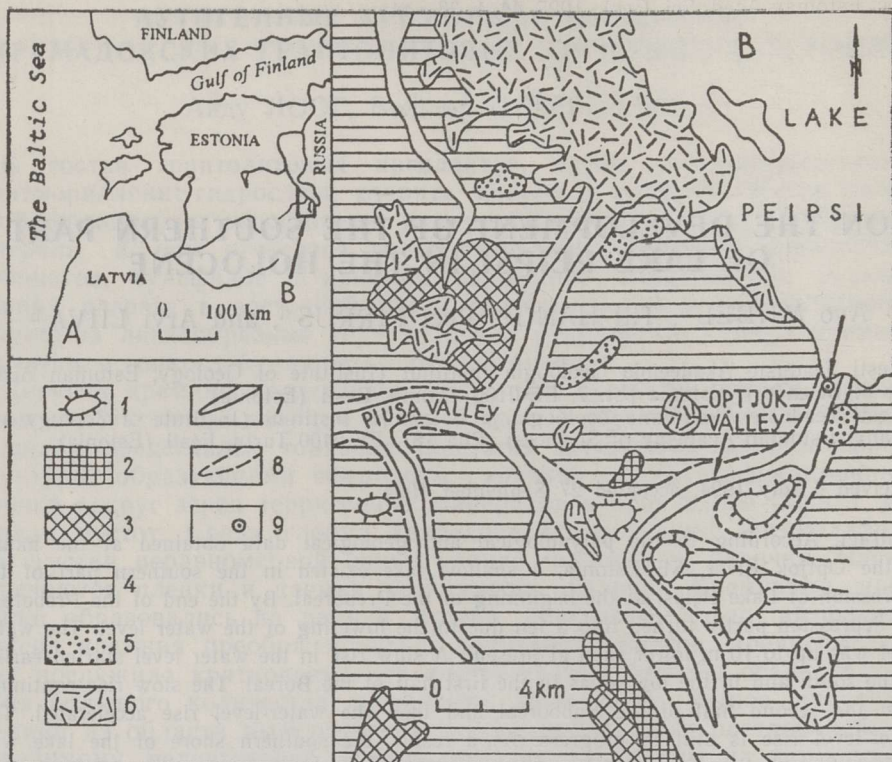 FINLAND
Gulf of Finland
The Baltic Sea
ESTONIA
RUSSIA
LATVIA
B
0 100 km
A
1
2
3
4
5
6
7
8
9
B
N
LAKE
PEIPSI
PIUSA VALLEY
OPTJOK
VALLEY
0 4km